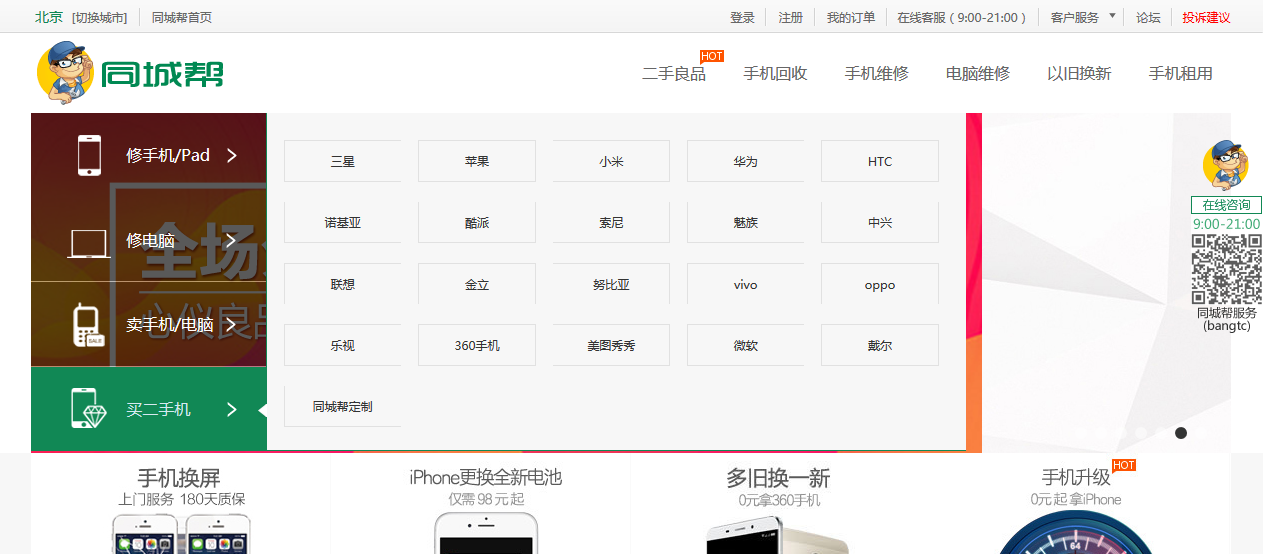 北京 [切换城市] 同城帮首页 登录 注册 我的订单 在线客服 ( 9:00-21:00 ) 客户服务 论坛 投诉建议
同城帮 二手良品 HOT 手机回收 手机维修 电脑维修 以旧换新 手机租用
修手机/Pad
修电脑
卖手机/电脑
SALE
买二手机
全场
心仪良品
三星 苹果 小米 华为 HTC
诺基亚 酷派 索尼 魅族 中兴
联想 金立 努比亚 vivo oppo
乐视 360手机 美图秀秀 微软 戴尔
同城帮定制
在线咨询
9:00-21:00
同城帮服务
(bangtc)
手机换屏 iPhone更换全新电池 多旧换一新 手机升级 HOT
上门服务 180天质保 仅需 98 元 起 0元拿360手机 0元 起 拿iPhone
64